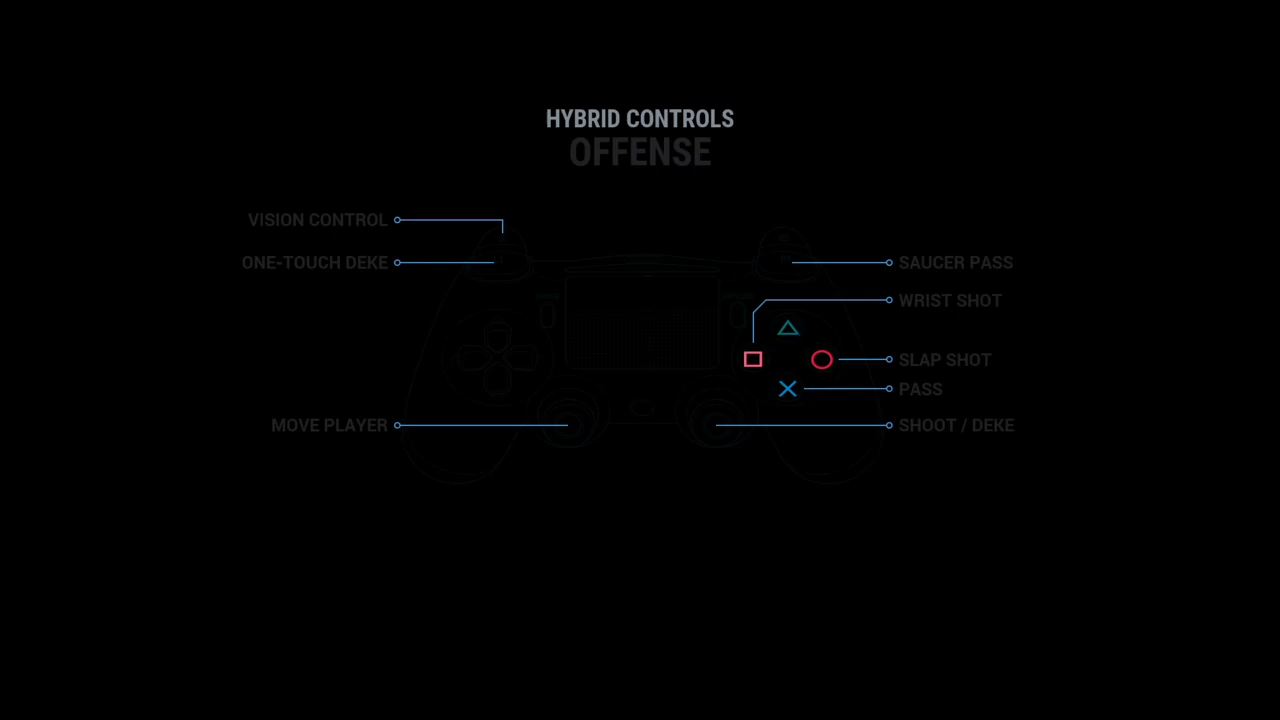 HYBRID CONTROLS
OFFENSE
VISION CONTROL
ONE-TOUCH DEKE
SAUCER PASS
WRIST SHOT
SLAP SHOT
PASS
MOVE PLAYER
SHOOT / DEKE